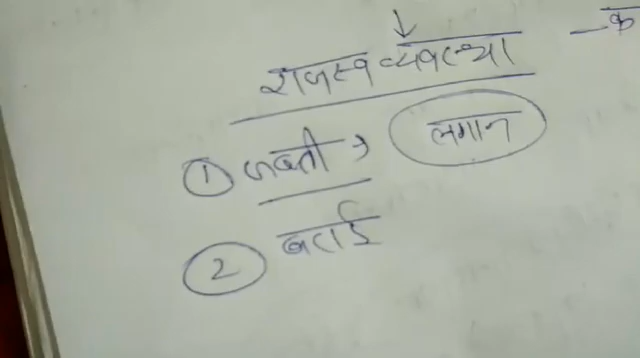 राजस्व व्यवस्था – क
① जब्ती → लगान
② बटाई